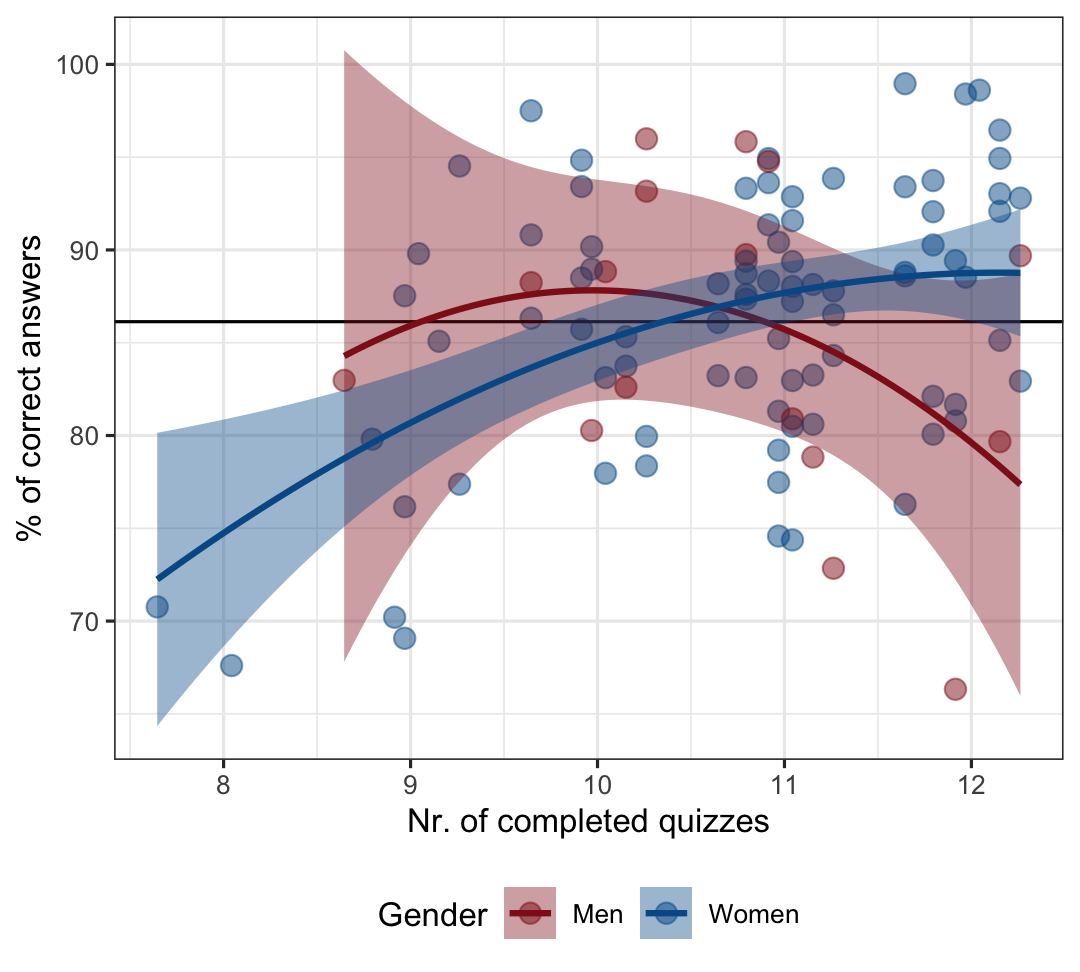 % of correct answers
100
90
80
70
8 9 10 11 12
Nr. of completed quizzes
Gender Men Women